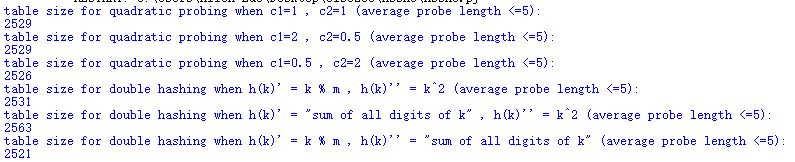 table size for quadratic probing when c1=1 , c2=1 (average probe length <=5):
2529
table size for quadratic probing when c1=2 , c2=0.5 (average probe length <=5):
2529
table size for quadratic probing when c1=0.5 , c2=2 (average probe length <=5):
2526
table size for double hashing when h(k)' = k % m , h(k)'' = k^2 (average probe length <=5):
2531
table size for double hashing when h(k)' = "sum of all digits of k" , h(k)'' = k^2 (average probe length <=5):
2563
table size for double hashing when h(k)' = k % m , h(k)'' = "sum of all digits of k" (average probe length <=5):
2521